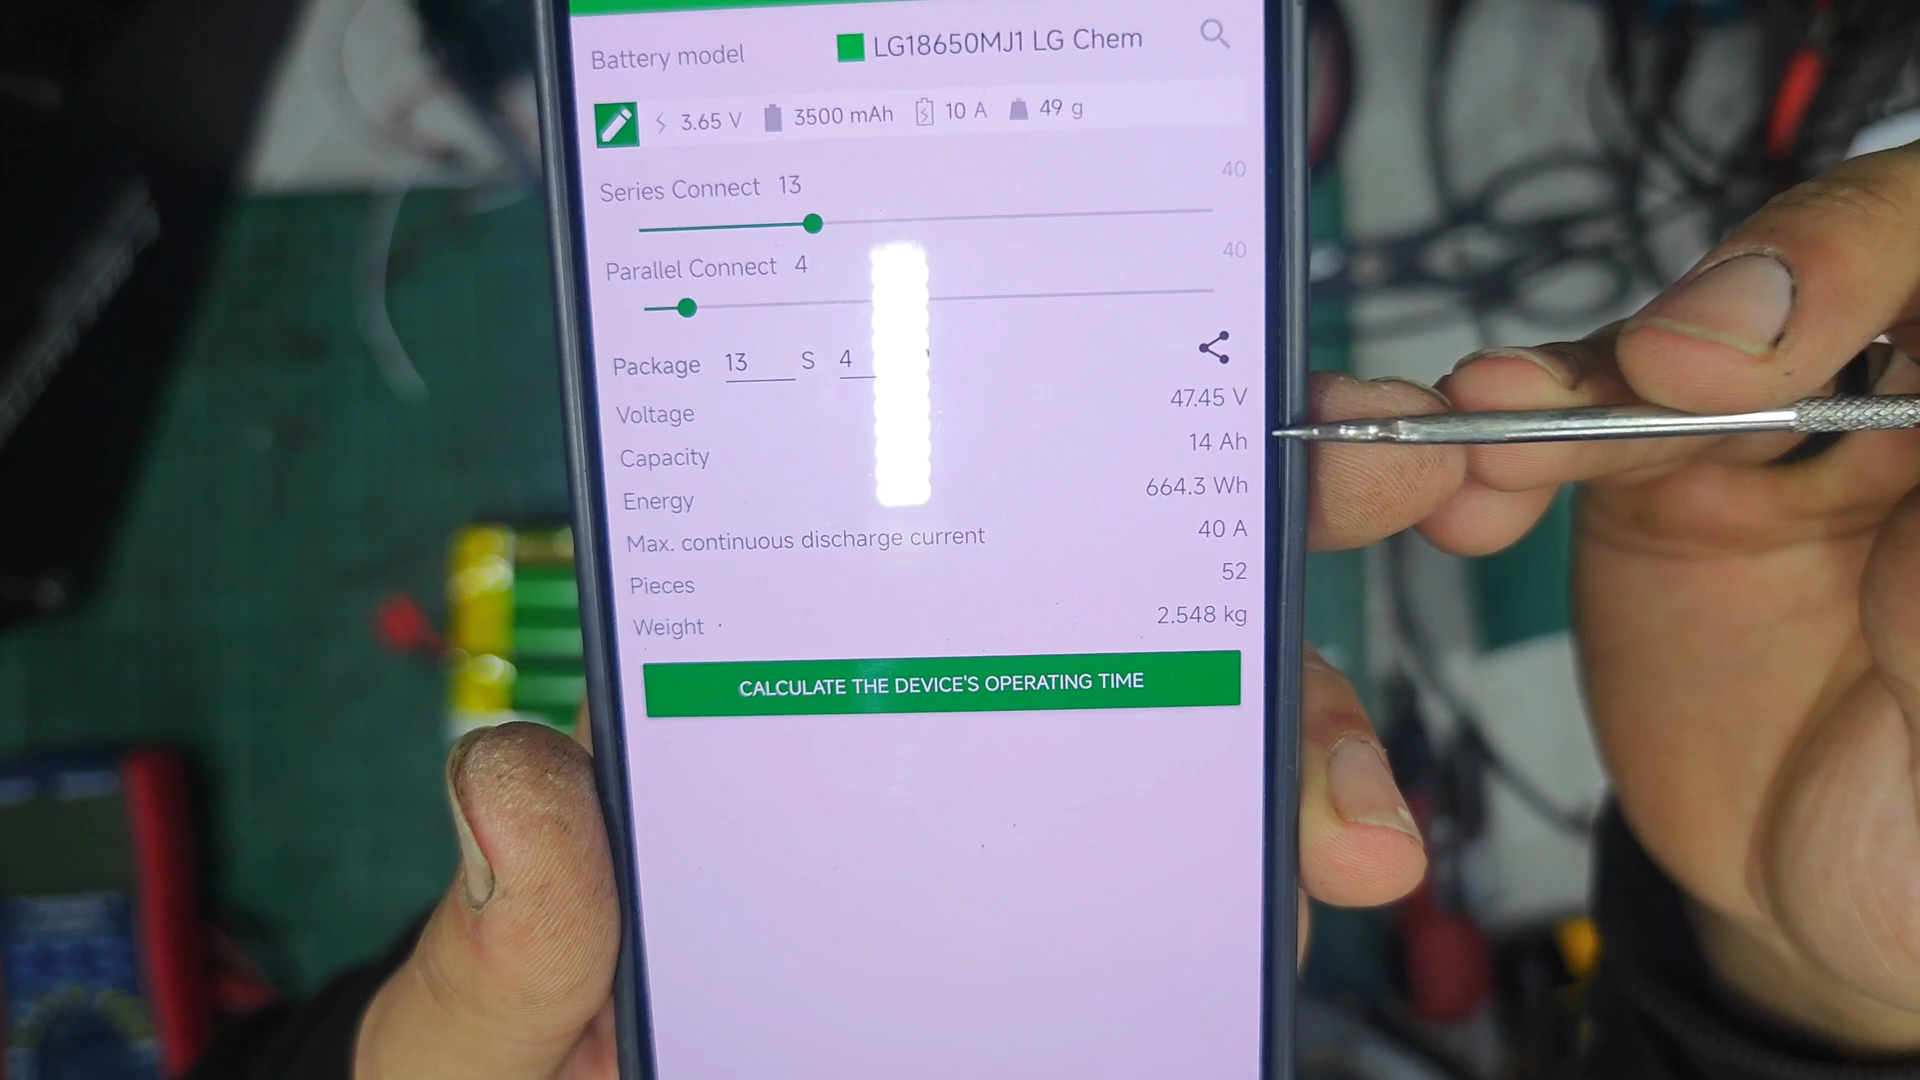 Battery model LG18650MJ1 LG Chem
3.65 V 3500 mAh 10 A 49 g
Series Connect 13 40
Parallel Connect 4 40
Package 13 S 4
Voltage 47.45 V
Capacity 14 Ah
Energy 664.3 Wh
Max. continuous discharge current 40 A
Pieces 52
Weight 2.548 kg
CALCULATE THE DEVICE'S OPERATING TIME